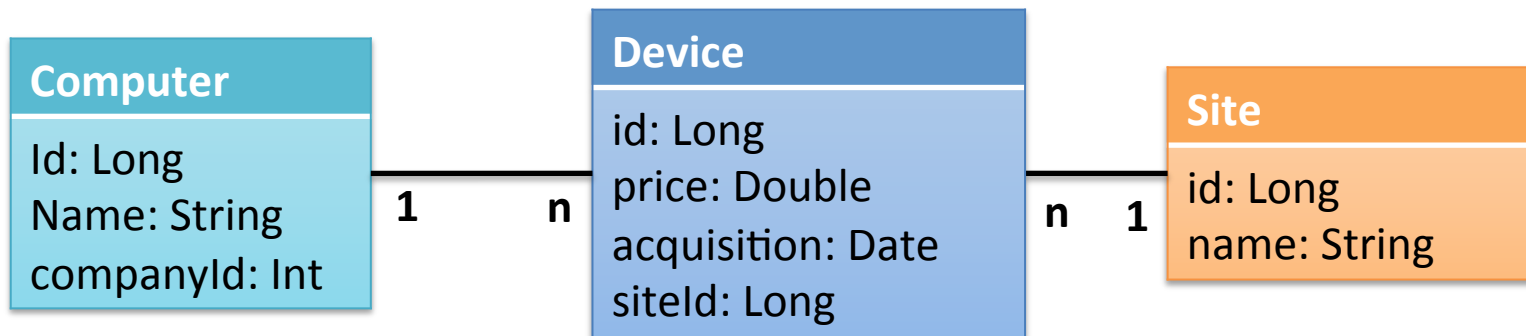 Computer
Id: Long
Name: String
companyId: Int
1
n
Device
id: Long
price: Double
acquisition: Date
siteId: Long
n
1
Site
id: Long
name: String